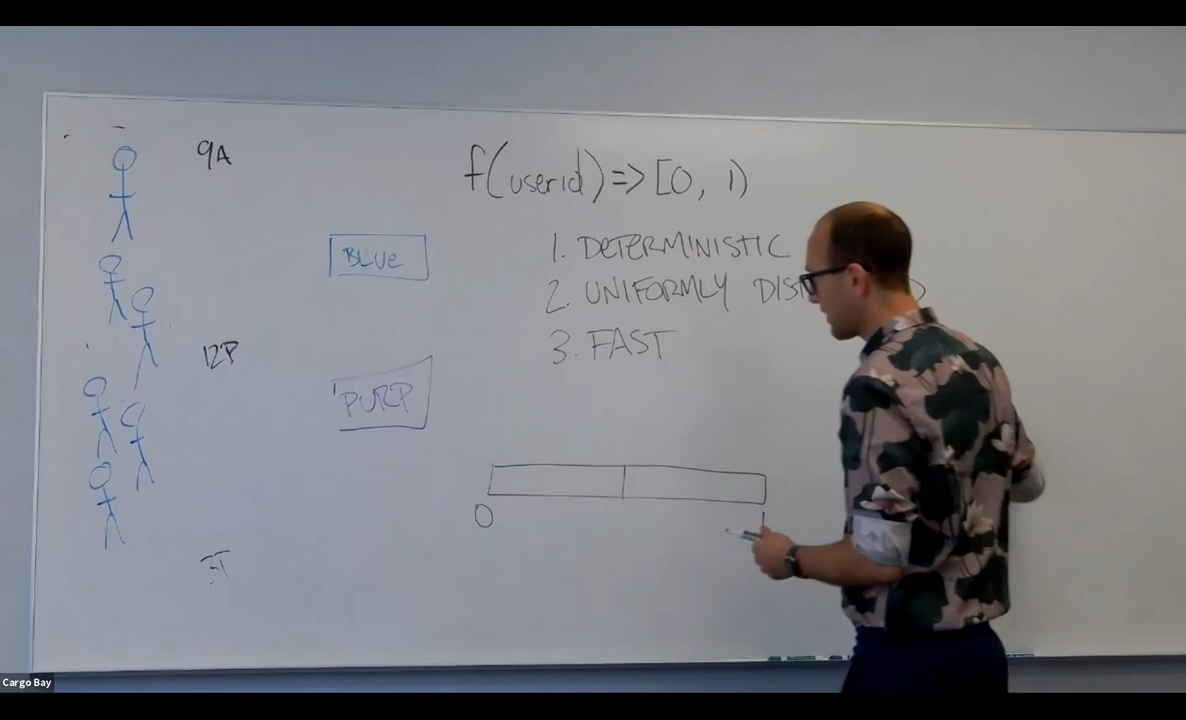 9A
12P
BLUE
PURP
f(userid) => [0, 1)
1. DETERMINISTIC
2. UNIFORMLY
3. FAST
0
1
Cargo Bay